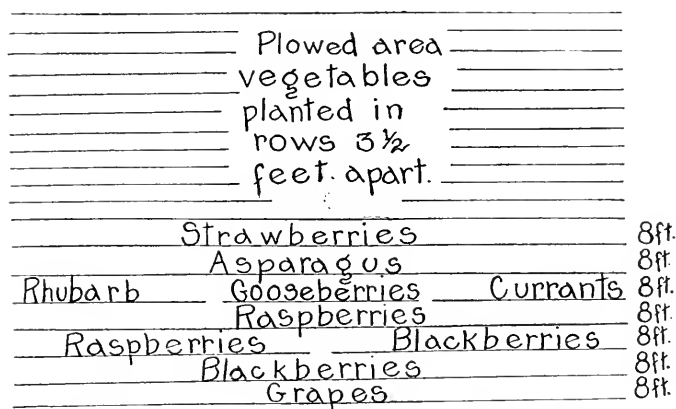 Plowed area
vegetables
planted in
rows 3½
feet. apart.
Strawberries 8ft.
Asparagus 8ft.
Rhubarb Gooseberries Currants 8ft.
Raspberries 8ft.
Raspberries Blackberries 8ft.
Blackberries 8ft.
Grapes 8ft.